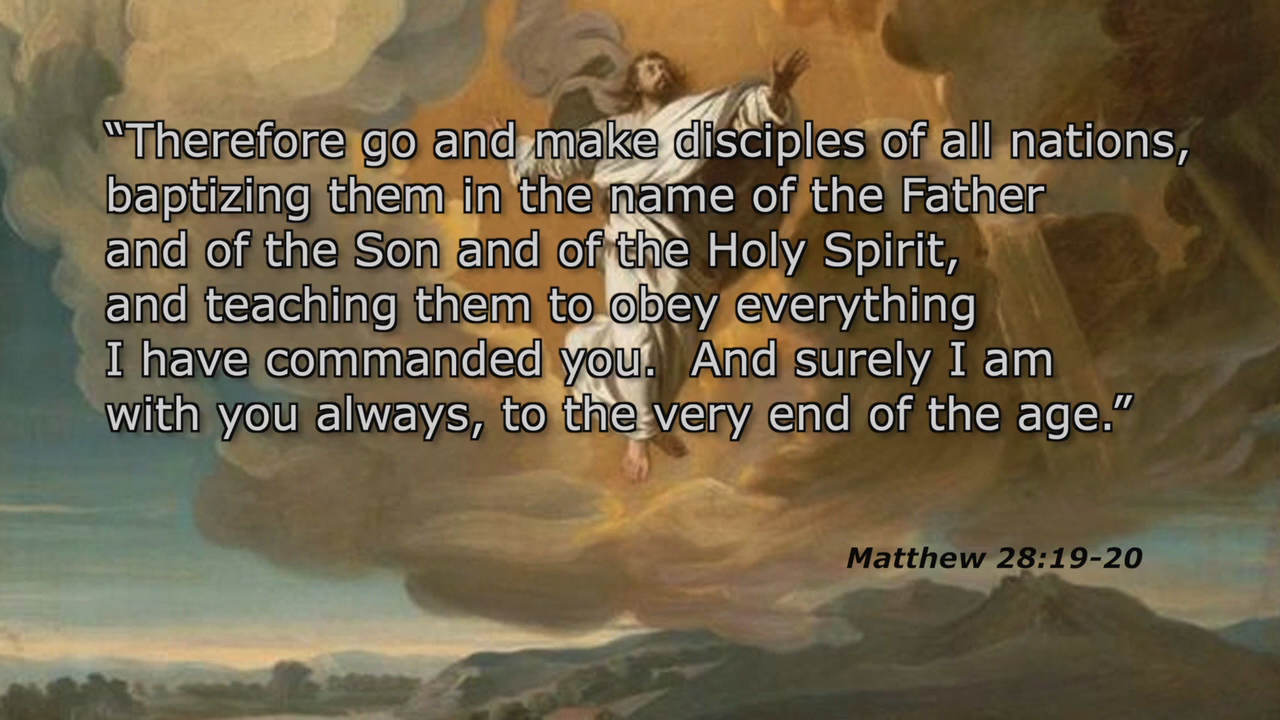 “Therefore go and make disciples of all nations,
baptizing them in the name of the Father
and of the Son and of the Holy Spirit,
and teaching them to obey everything
I have commanded you.  And surely I am
with you always, to the very end of the age.”
Matthew 28:19-20